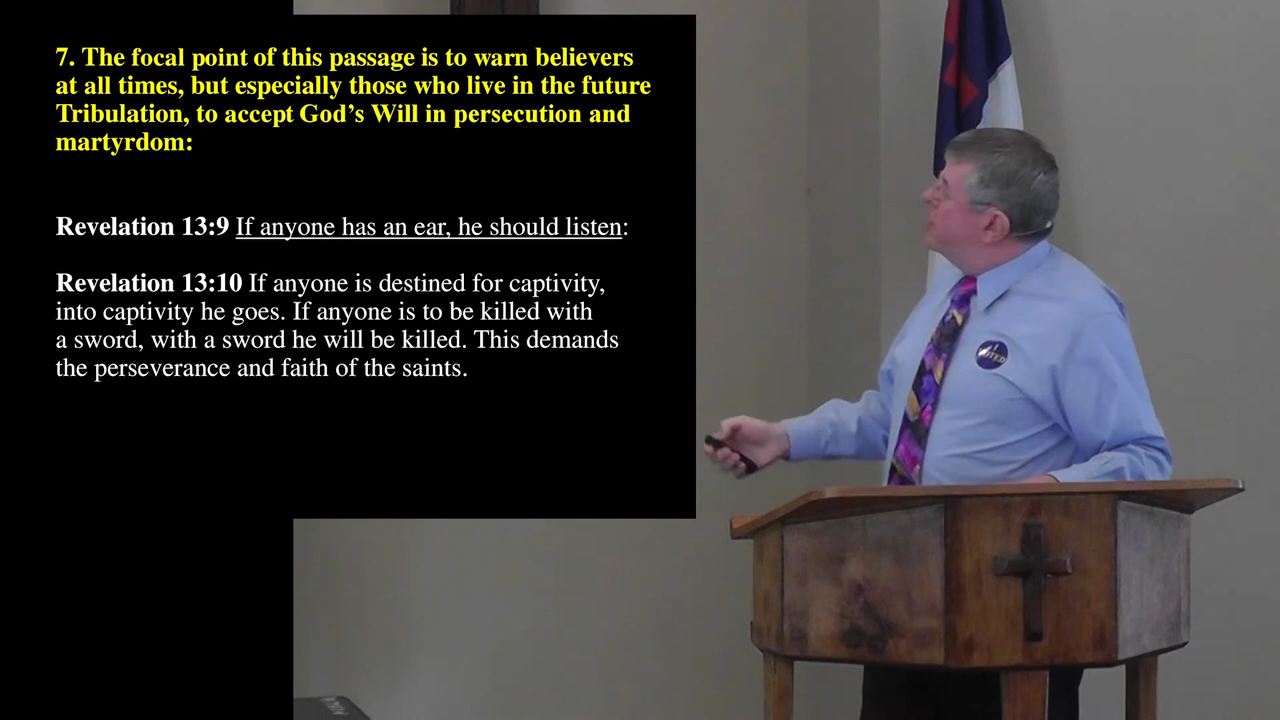 7. The focal point of this passage is to warn believers
at all times, but especially those who live in the future
Tribulation, to accept God’s Will in persecution and
martyrdom:
Revelation 13:9 If anyone has an ear, he should listen:
Revelation 13:10 If anyone is destined for captivity,
into captivity he goes. If anyone is to be killed with
a sword, with a sword he will be killed. This demands
the perseverance and faith of the saints.
I VOTED